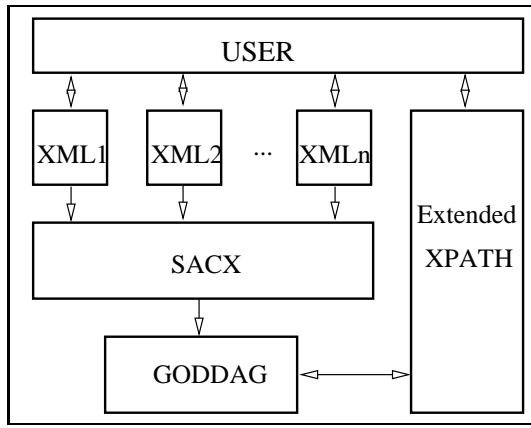 USER
XML1 XML2 ... XMLn
Extended
XPATH
SACX
GODDAG